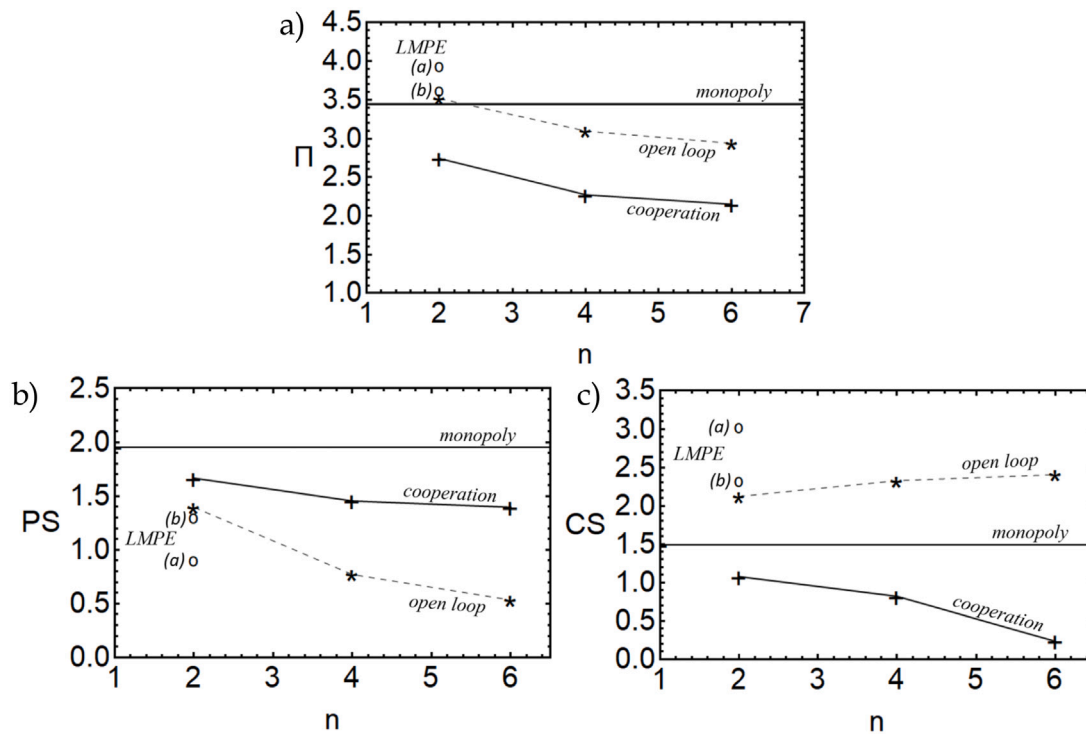 a)
4.5
4.0
3.5
3.0
2.5
2.0
1.5
1.0
Π
LMPE
(a)
(b)
monopoly
open loop
cooperation
1 2 3 4 5 6 7
n
b)
2.5
2.0
1.5
1.0
0.5
0.0
PS
monopoly
cooperation
(b)
LMPE
(a)
open loop
1 2 3 4 5 6
n
c)
3.5
3.0
2.5
2.0
1.5
1.0
0.5
0.0
CS
(a)
LMPE
(b)
open loop
monopoly
cooperation
1 2 3 4 5 6
n